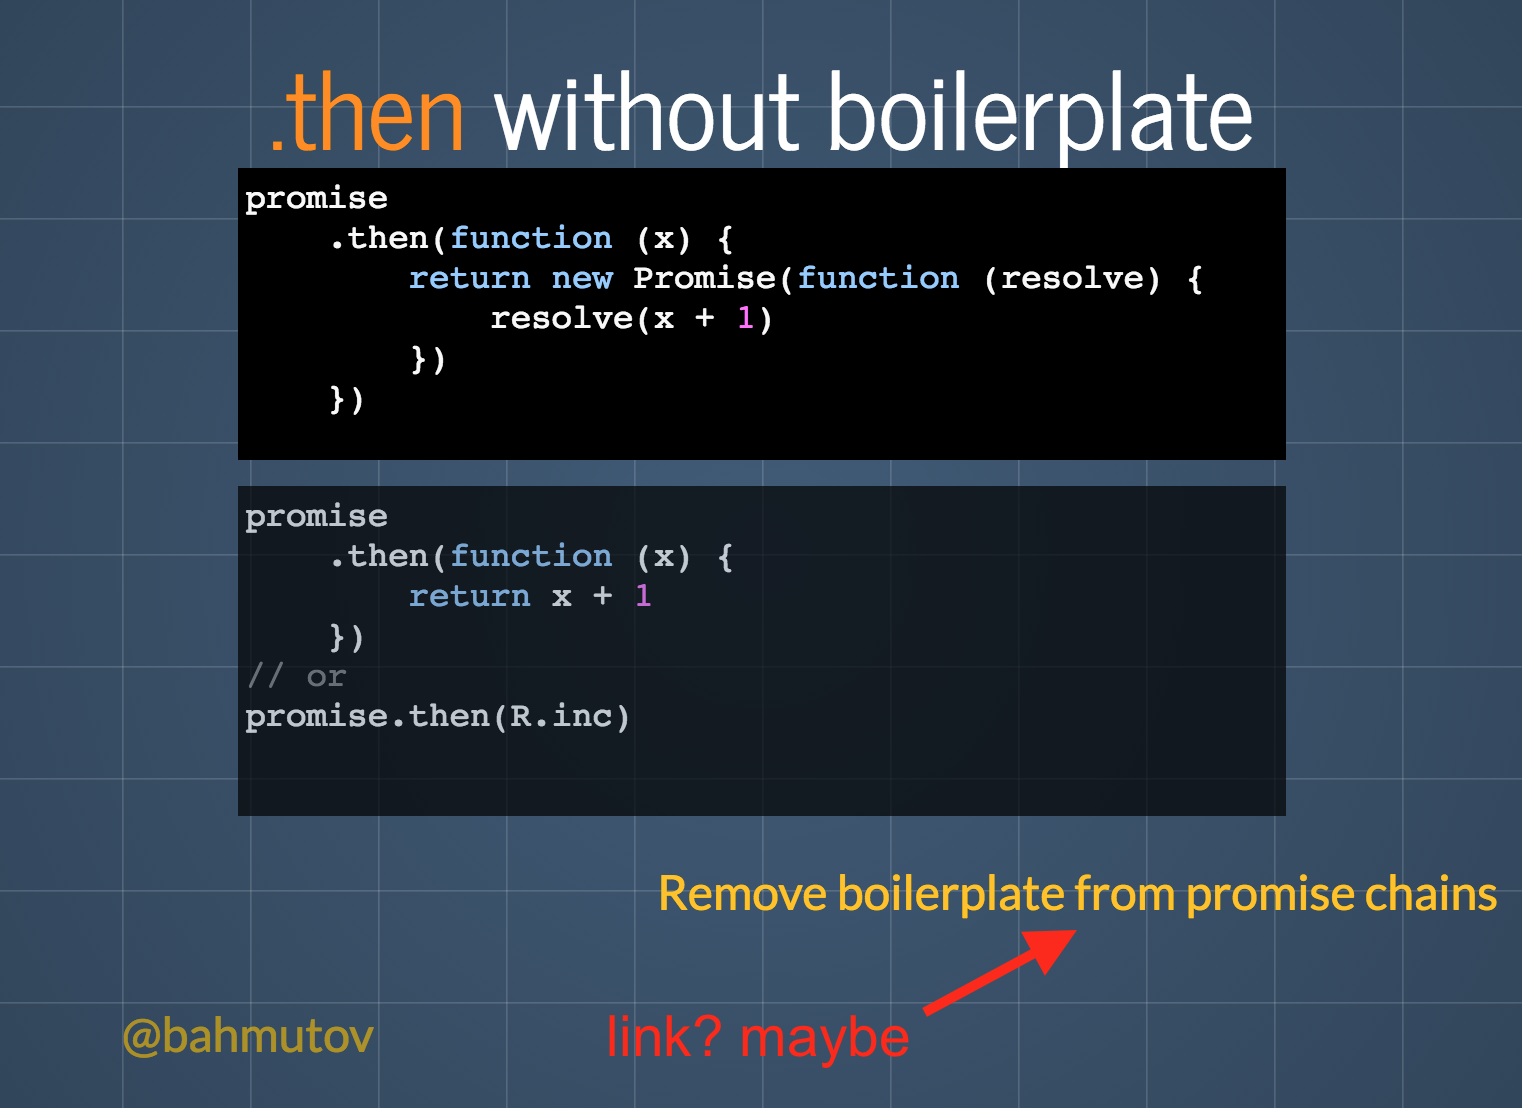 .then without boilerplate
promise
    .then(function (x) {
        return new Promise(function (resolve) {
            resolve(x + 1)
        })
    })
promise
    .then(function (x) {
        return x + 1
    })
// or
promise.then(R.inc)
Remove boilerplate from promise chains
@bahmutov
link? maybe